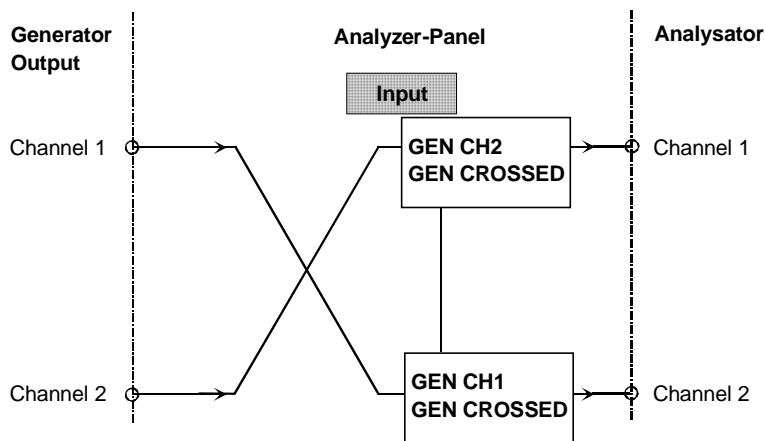 Generator
Output
Analyzer-Panel
Analysator
Input
Channel 1
GEN CH2
GEN CROSSED
Channel 1
Channel 2
GEN CH1
GEN CROSSED
Channel 2